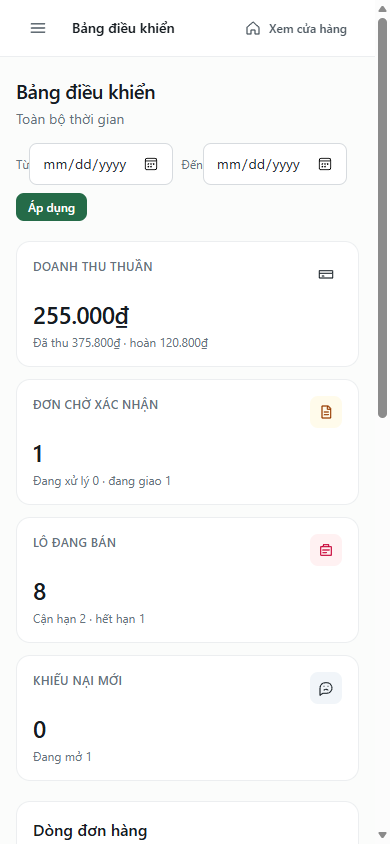 Bảng điều khiển
Xem cửa hàng
Bảng điều khiển
Toàn bộ thời gian
Từ mm/dd/yyyy Đến mm/dd/yyyy
Áp dụng
DOANH THU THUẦN
255.000₫
Đã thu 375.800₫ · hoàn 120.800₫
ĐƠN CHỜ XÁC NHẬN
1
Đang xử lý 0 · đang giao 1
LÔ ĐANG BÁN
8
Cận hạn 2 · hết hạn 1
KHIẾU NẠI MỚI
0
Đang mở 1
Dòng đơn hàng